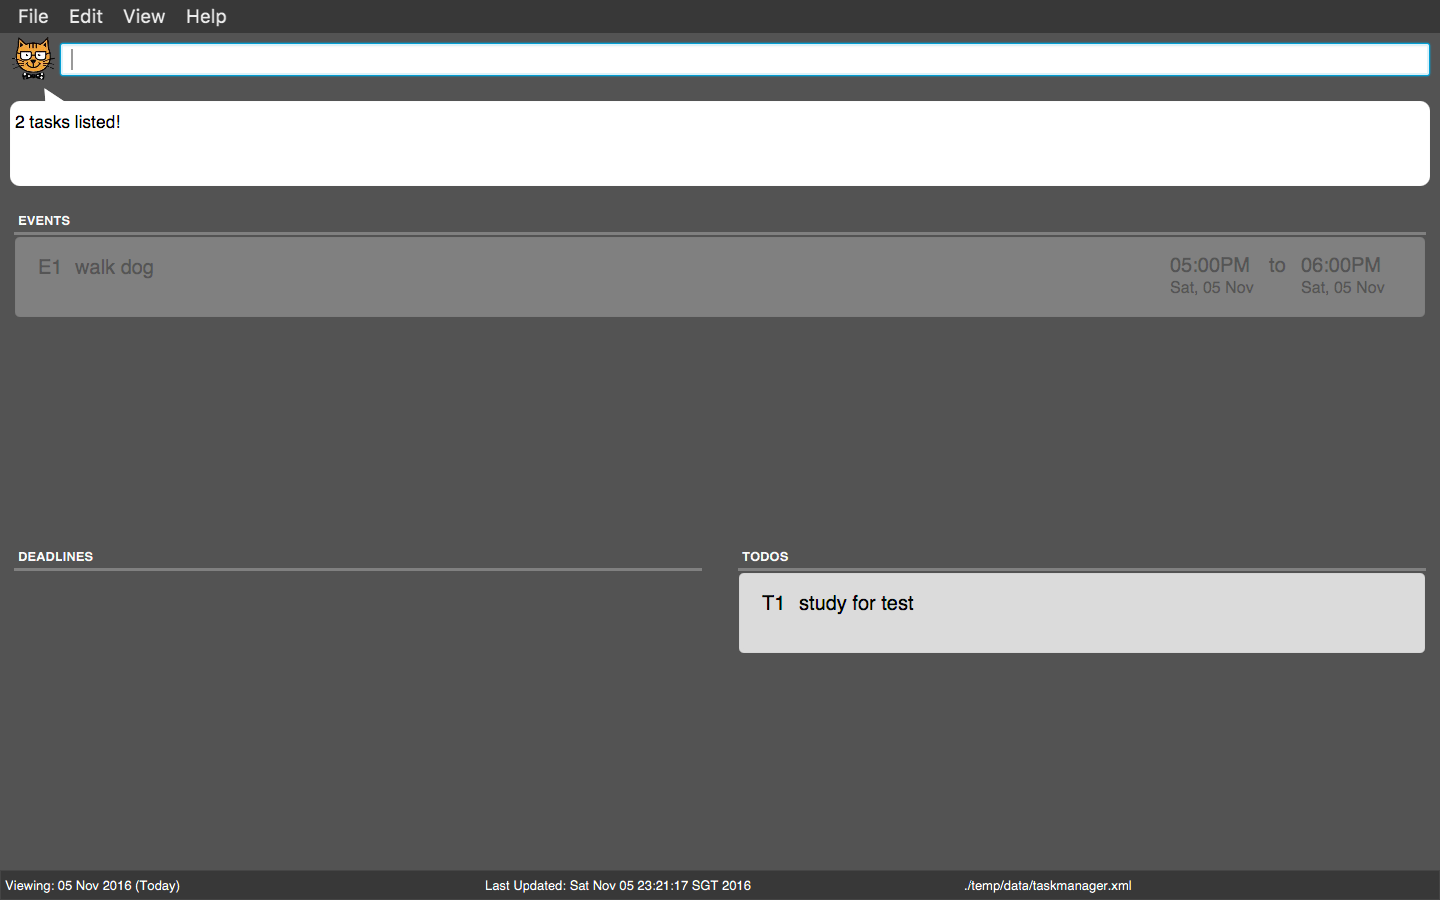 File Edit View Help
2 tasks listed!
EVENTS
E1 walk dog 05:00PM to 06:00PM
Sat, 05 Nov Sat, 05 Nov
DEADLINES TODOS
T1 study for test
Viewing: 05 Nov 2016 (Today) Last Updated: Sat Nov 05 23:21:17 SGT 2016 ./temp/data/taskmanager.xml